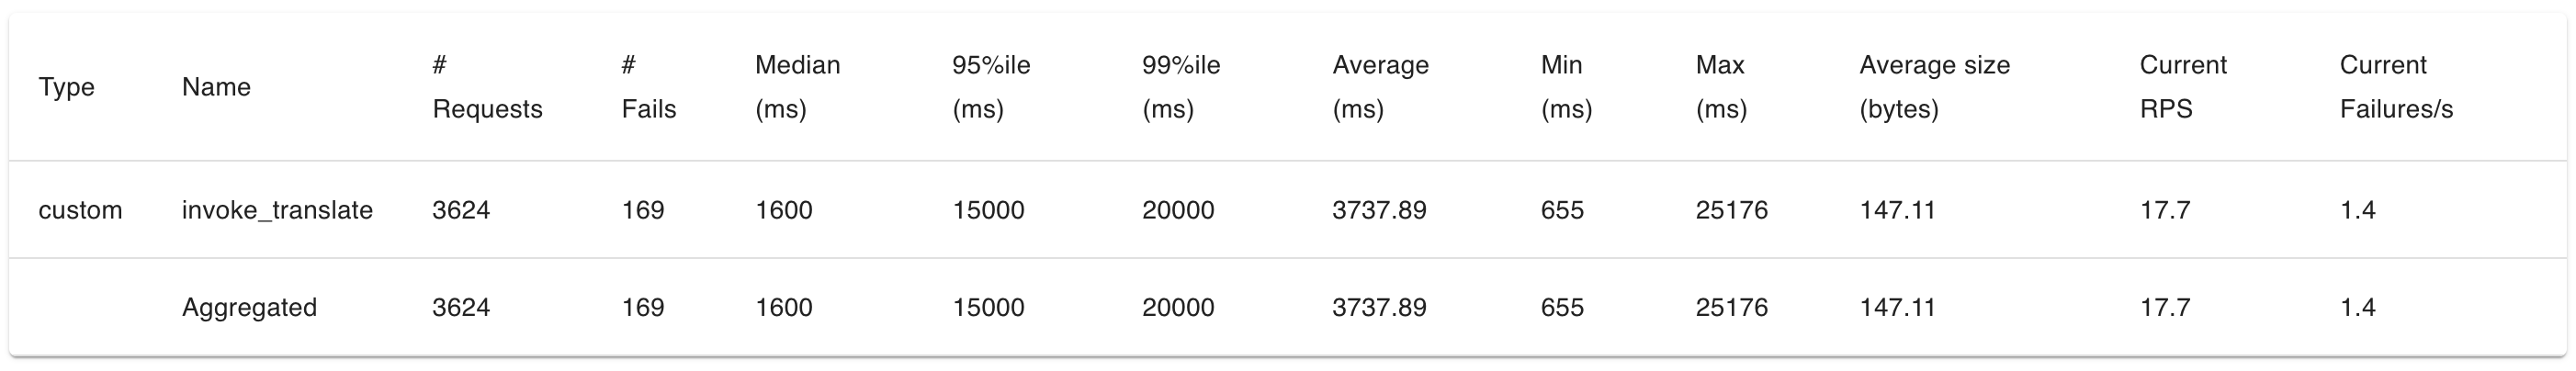 Type Name # Requests # Fails Median (ms) 95%ile (ms) 99%ile (ms) Average (ms) Min (ms) Max (ms) Average size (bytes) Current RPS Current Failures/s
custom invoke_translate 3624 169 1600 15000 20000 3737.89 655 25176 147.11 17.7 1.4
Aggregated 3624 169 1600 15000 20000 3737.89 655 25176 147.11 17.7 1.4